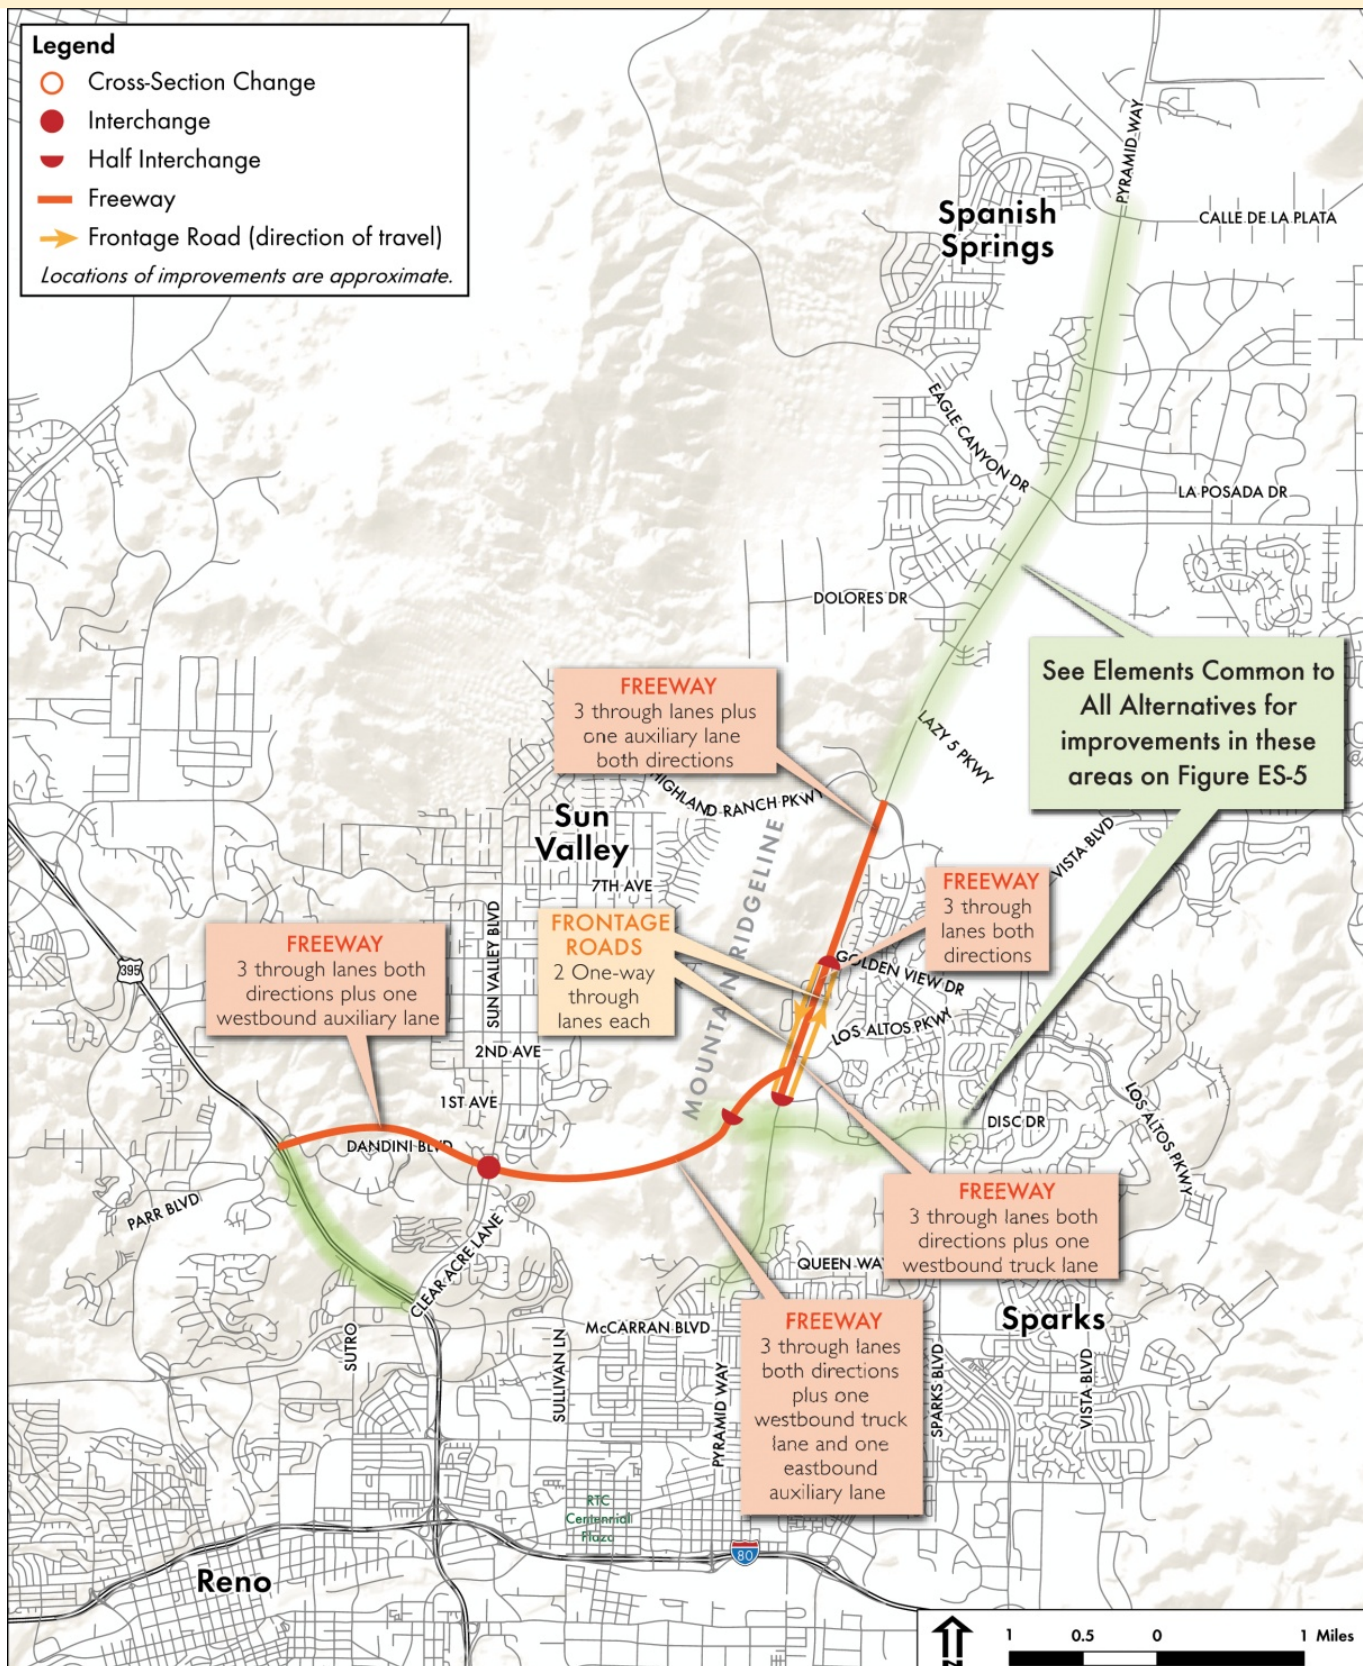 Legend
Cross-Section Change
Interchange
Half Interchange
Freeway
Frontage Road (direction of travel)
Locations of improvements are approximate.
PYRAMID WAY
Spanish
Springs
CALLE DE LA PLATA
EAGLE CANYON DR
LA POSADA DR
DOLORES DR
See Elements Common to
All Alternatives for
improvements in these
areas on Figure ES-5
FREEWAY
3 through lanes plus
one auxiliary lane
both directions
LAZY 5 PKWY
HIGHLAND RANCH PKWY
Sun
Valley
7TH AVE
VISTA BLVD
MOUNTAIN RIDGELINE
FREEWAY
3 through
lanes both
directions
FRONTAGE
ROADS
2 One-way
through
lanes each
FREEWAY
3 through lanes both
directions plus one
westbound auxiliary lane
395
SUN VALLEY BLVD
GOLDEN VIEW DR
LOS ALTOS PKWY
2ND AVE
1ST AVE
DISC DR
LOS ALTOS PKWY
DANDINI BLVD
PARR BLVD
CLEAR ACRE LANE
FREEWAY
3 through lanes both
directions plus one
westbound truck lane
QUEEN WAY
Sparks
FREEWAY
3 through lanes
both directions
plus one
westbound truck
lane and one
eastbound
auxiliary lane
McCARRAN BLVD
SUTRO
SULLIVAN LN
PYRAMID WAY
SPARKS BLVD
VISTA BLVD
RTC
Centennial
Plaza
80
Reno
N
1 0.5 0 1 Miles